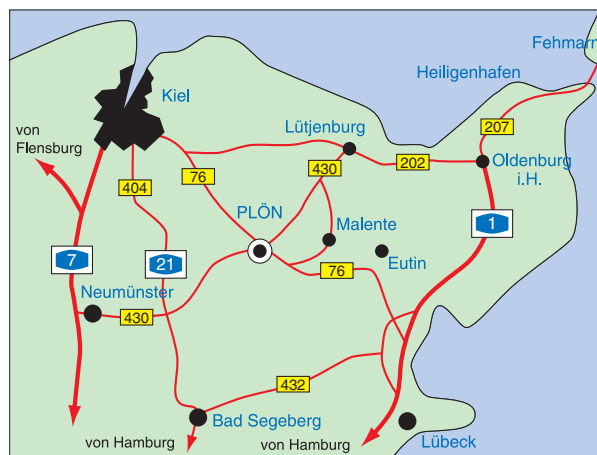 Fehmarn
Heiligenhafen
Kiel
von
Flensburg
Lütjenburg
207
404
76
430
202
Oldenburg
i.H.
PLÖN
Malente
1
7
21
Eutin
76
Neumünster
430
432
Bad Segeberg
von Hamburg
von Hamburg
Lübeck